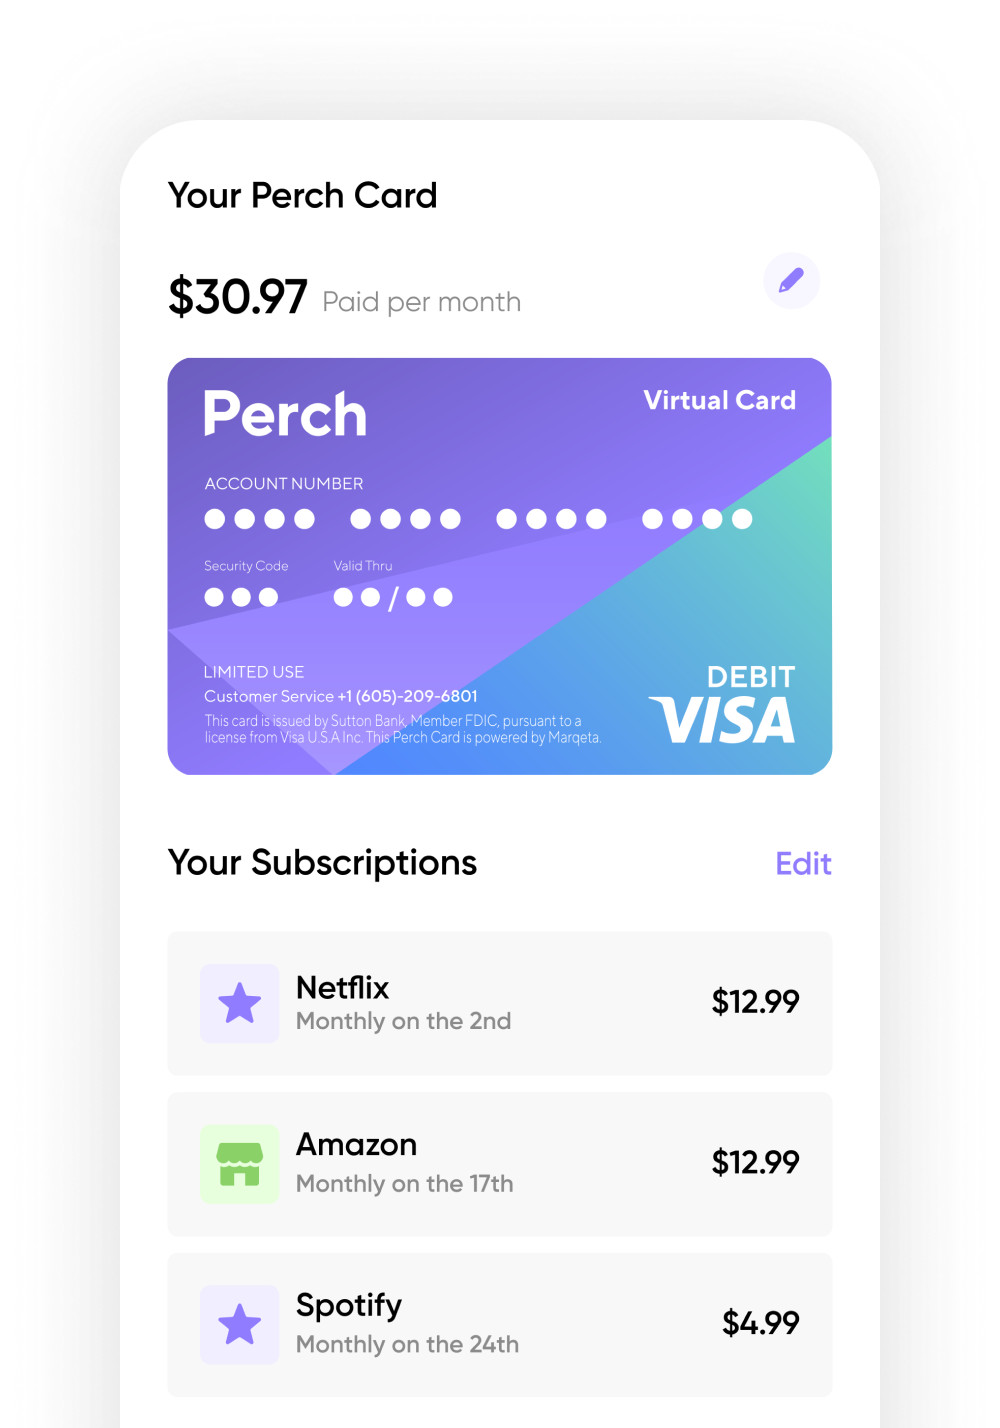 Your Perch Card
$30.97 Paid per month
Perch
Virtual Card
ACCOUNT NUMBER
Security Code Valid Thru
/
LIMITED USE
Customer Service +1 (605)-209-6801
This card is issued by Sutton Bank, Member FDIC, pursuant to a
license from Visa U.S.A Inc. This Perch Card is powered by Marqeta.
DEBIT
VISA
Your Subscriptions
Edit
Netflix
Monthly on the 2nd
$12.99
Amazon
Monthly on the 17th
$12.99
Spotify
Monthly on the 24th
$4.99